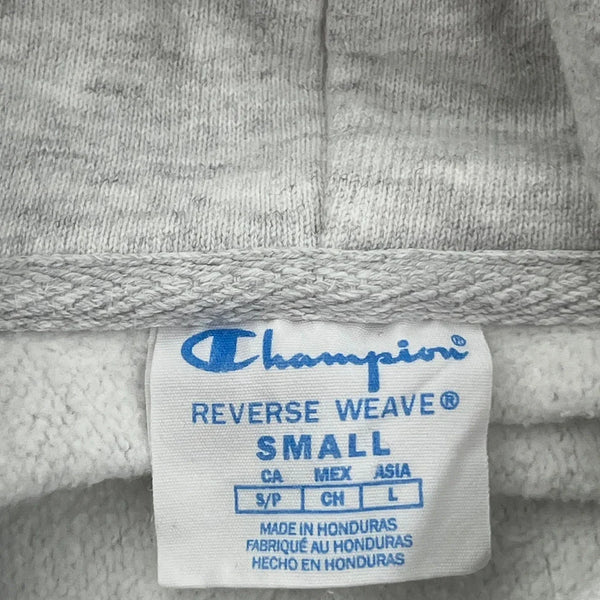 Champion®
REVERSE WEAVE®
SMALL
CA MEX ASIA
S/P CH L
MADE IN HONDURAS
FABRIQUÉ AU HONDURAS
HECHO EN HONDURAS